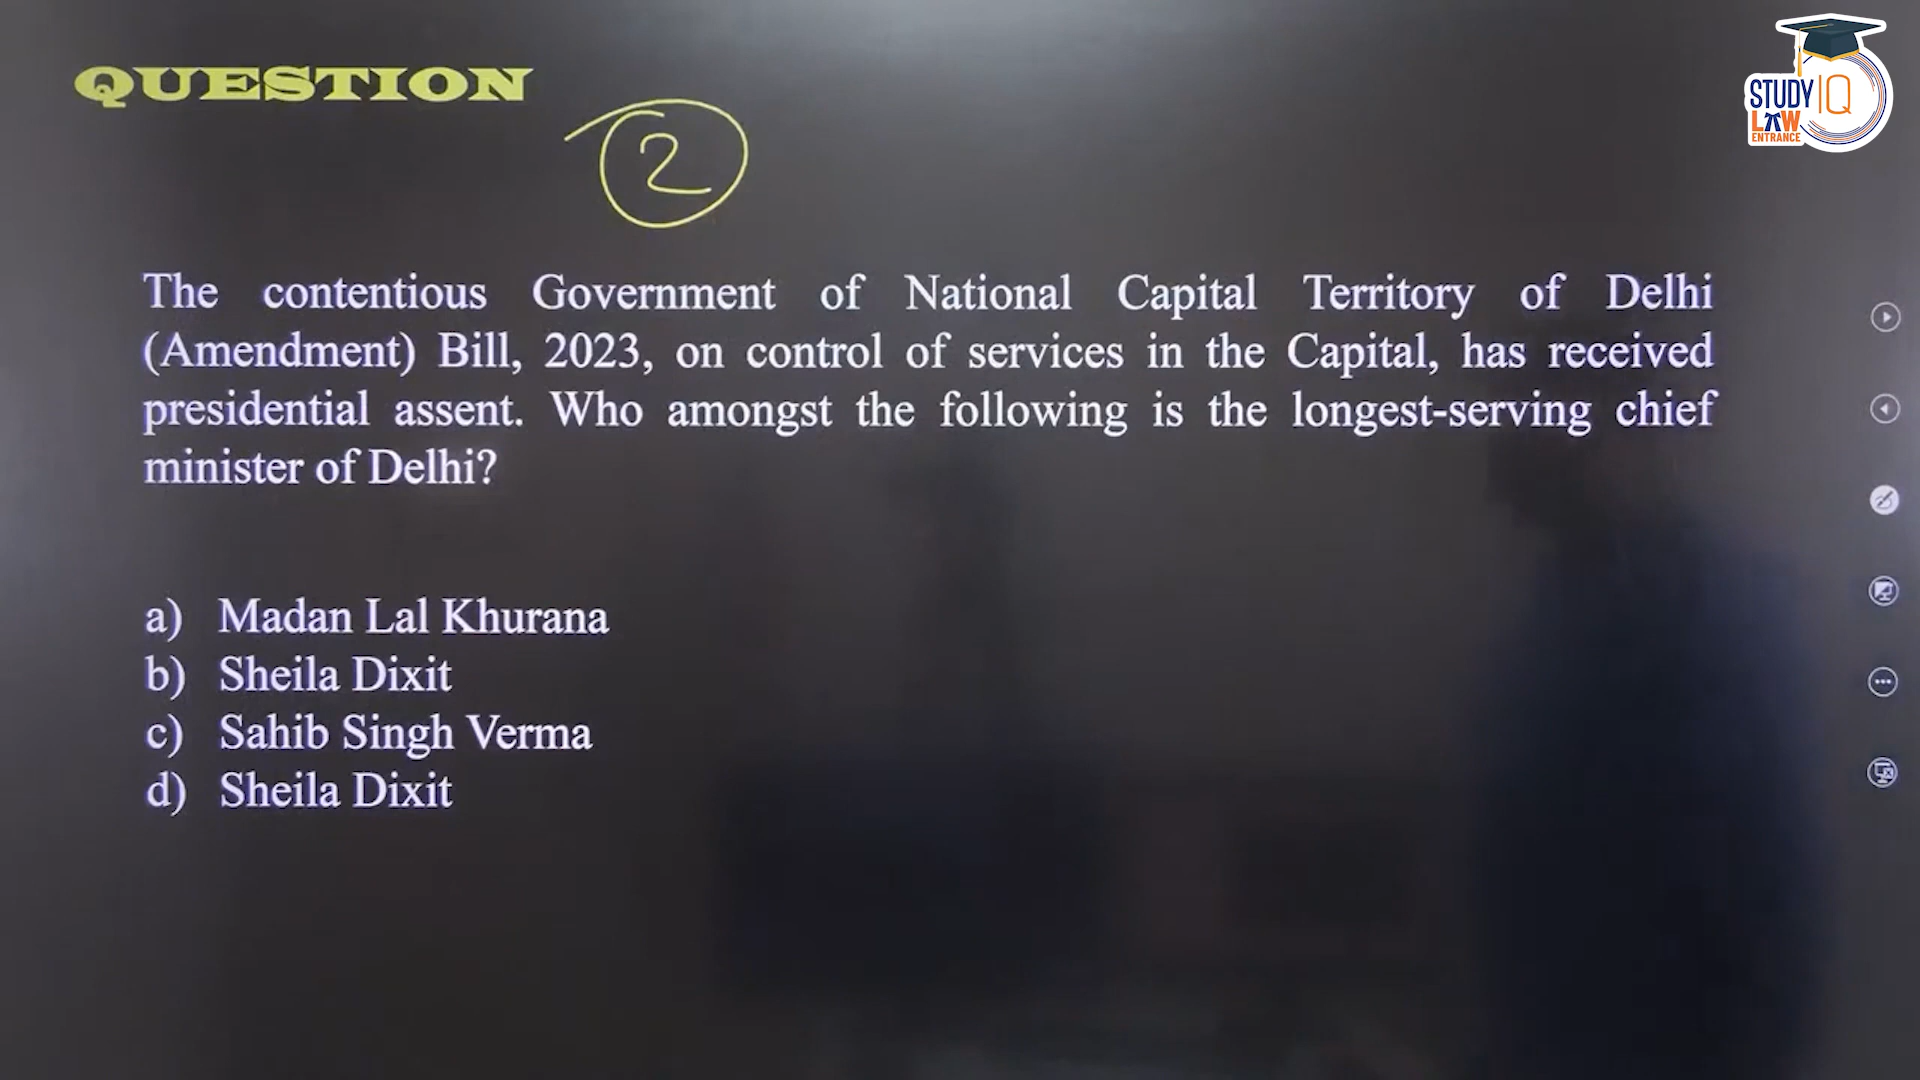 QUESTION
2
STUDY IQ
LAW
ENTRANCE
The contentious Government of National Capital Territory of Delhi
(Amendment) Bill, 2023, on control of services in the Capital, has received
presidential assent. Who amongst the following is the longest-serving chief
minister of Delhi?
a) Madan Lal Khurana
b) Sheila Dixit
c) Sahib Singh Verma
d) Sheila Dixit